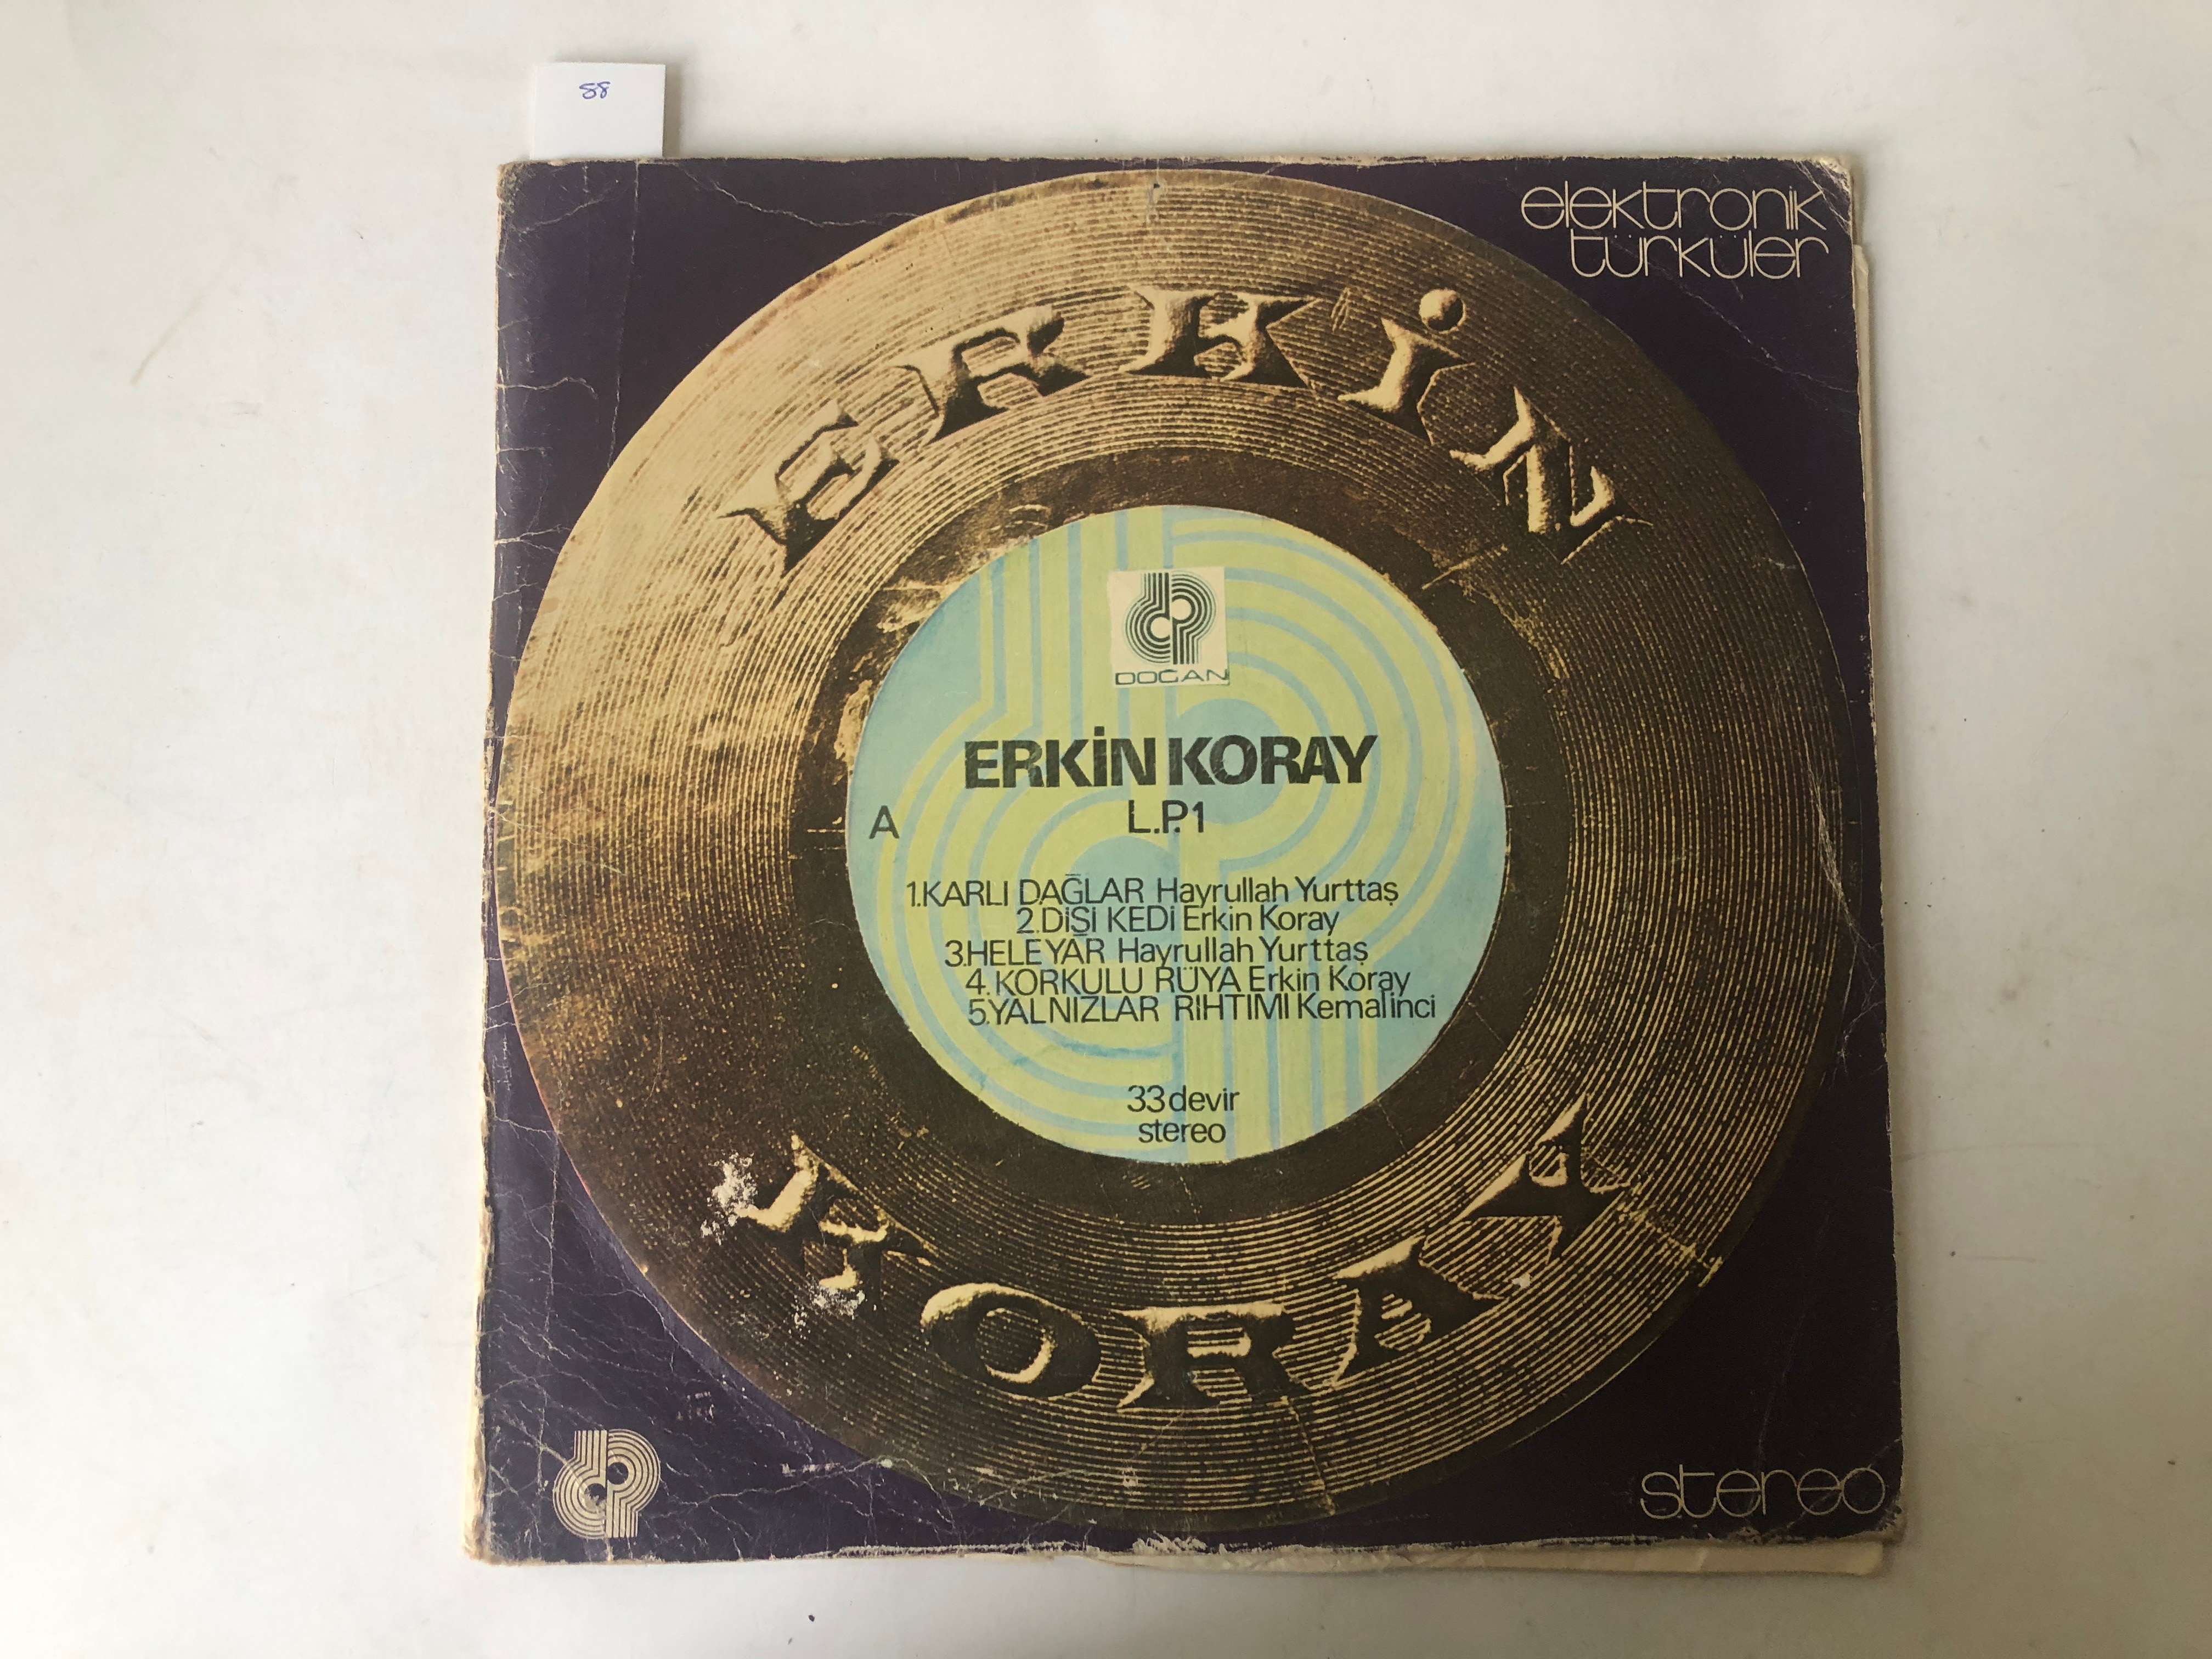 88
elektronik
türküler
ERKİN
DOĞAN
ERKİN KORAY
L.P.1
A
1.KARLI DAĞLAR Hayrullah Yurttaş
2.DİŞİ KEDİ Erkin Koray
3.HELE YAR Hayrullah Yurttaş
4.KORKULU RÜYA Erkin Koray
5.YALNIZLAR RIHTIMI Kemal inci
33 devir
stereo
KORAY
stereo